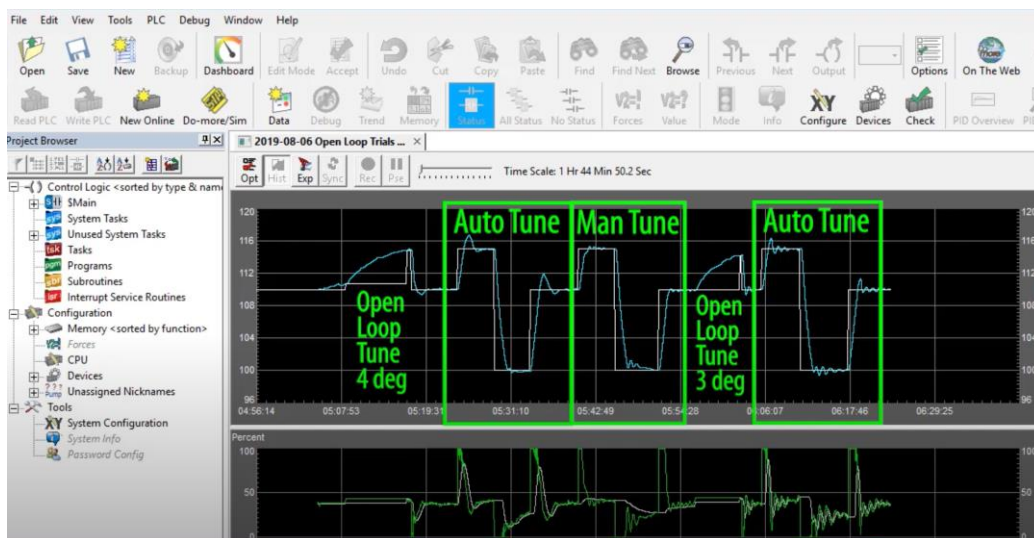 File Edit View Tools PLC Debug Window Help
Open Save New Backup Dashboard Edit Mode Accept Undo Cut Copy Paste Find Find Next Browse Previous Next Output Options On The Web
Read PLC Write PLC New Online Do-more/Sim Data Debug Trend Memory Status All Status No Status Forces Value Mode Info Configure Devices Check PID Overview
Project Browser
2019-08-06 Open Loop Trials ...
Opt Hist Exp Sync Rec Pse Time Scale: 1 Hr 44 Min 50.2 Sec
Control Logic <sorted by type & nam
$Main
System Tasks
Unused System Tasks
Tasks
Programs
Subroutines
Interrupt Service Routines
Configuration
Memory <sorted by function>
Forces
CPU
Devices
Unassigned Nicknames
Tools
System Configuration
System Info
Password Config
120
116
112
108
104
100
96
Auto Tune
Man Tune
Auto Tune
Open
Loop
Tune
4 deg
Open
Loop
Tune
3 deg
120
116
112
108
104
100
96
04:56:14 05:07:53 05:19:31 05:31:10 05:42:49 05:54:28 06:06:07 06:17:46 06:29:25
Percent
100
50
0